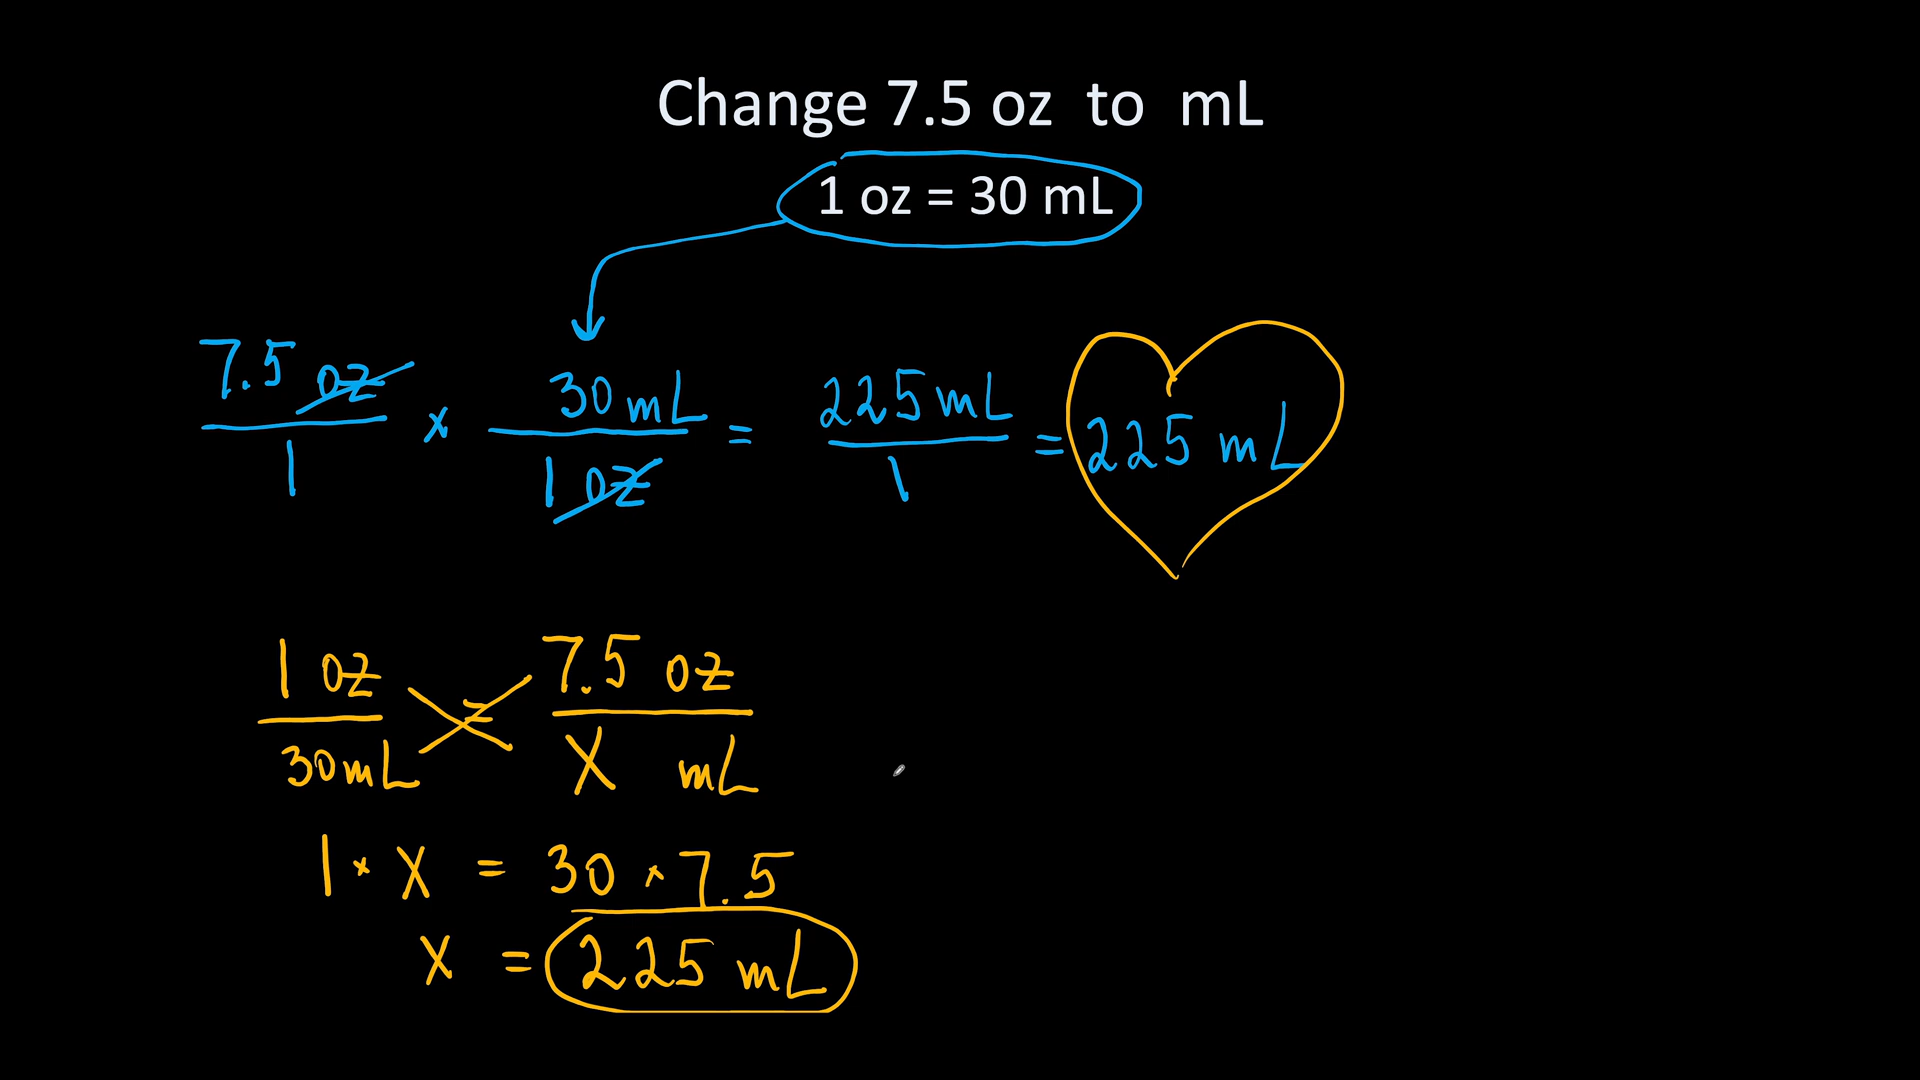 Change 7.5 oz to mL
1 oz = 30 mL
7.5 oz / 1 x 30 mL / 1 oz = 225 mL / 1 = 225 mL
1 oz / 30 mL = 7.5 oz / X mL
1 x X = 30 x 7.5
X = 225 mL